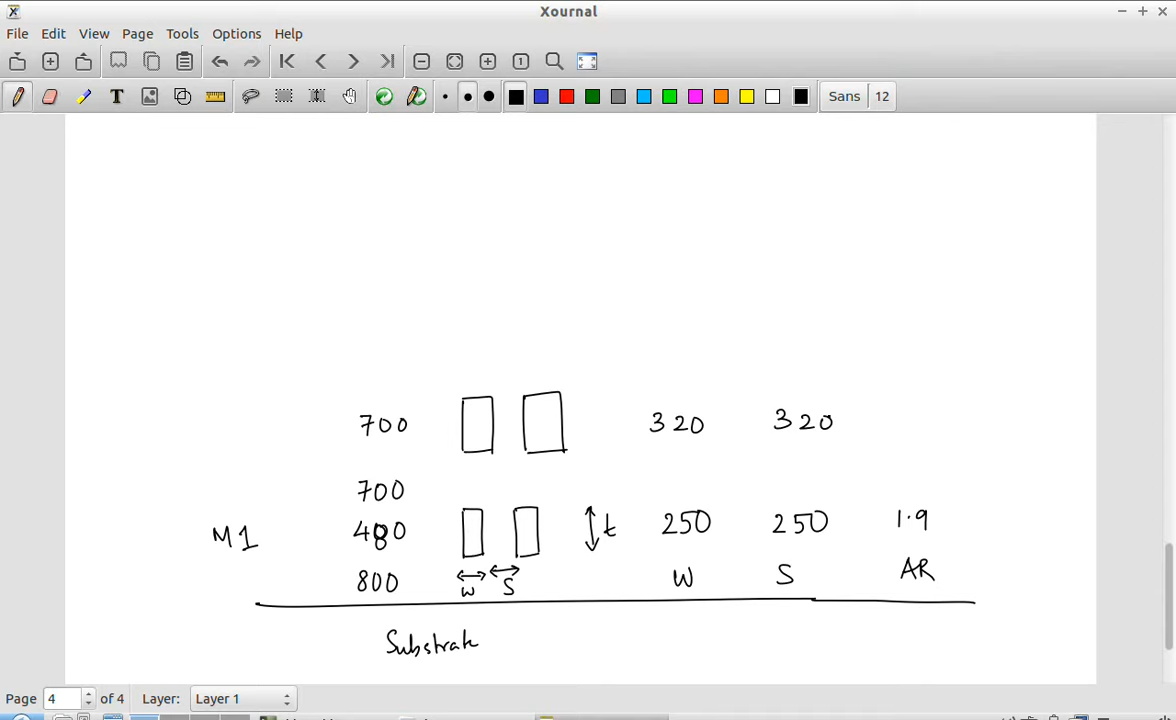 Xournal
File Edit View Page Tools Options Help
Sans 12
700 320 320
700
M1 480 t 250 250 1.9
800 W S W S AR
Substrate
Page 4 of 4 Layer: Layer 1